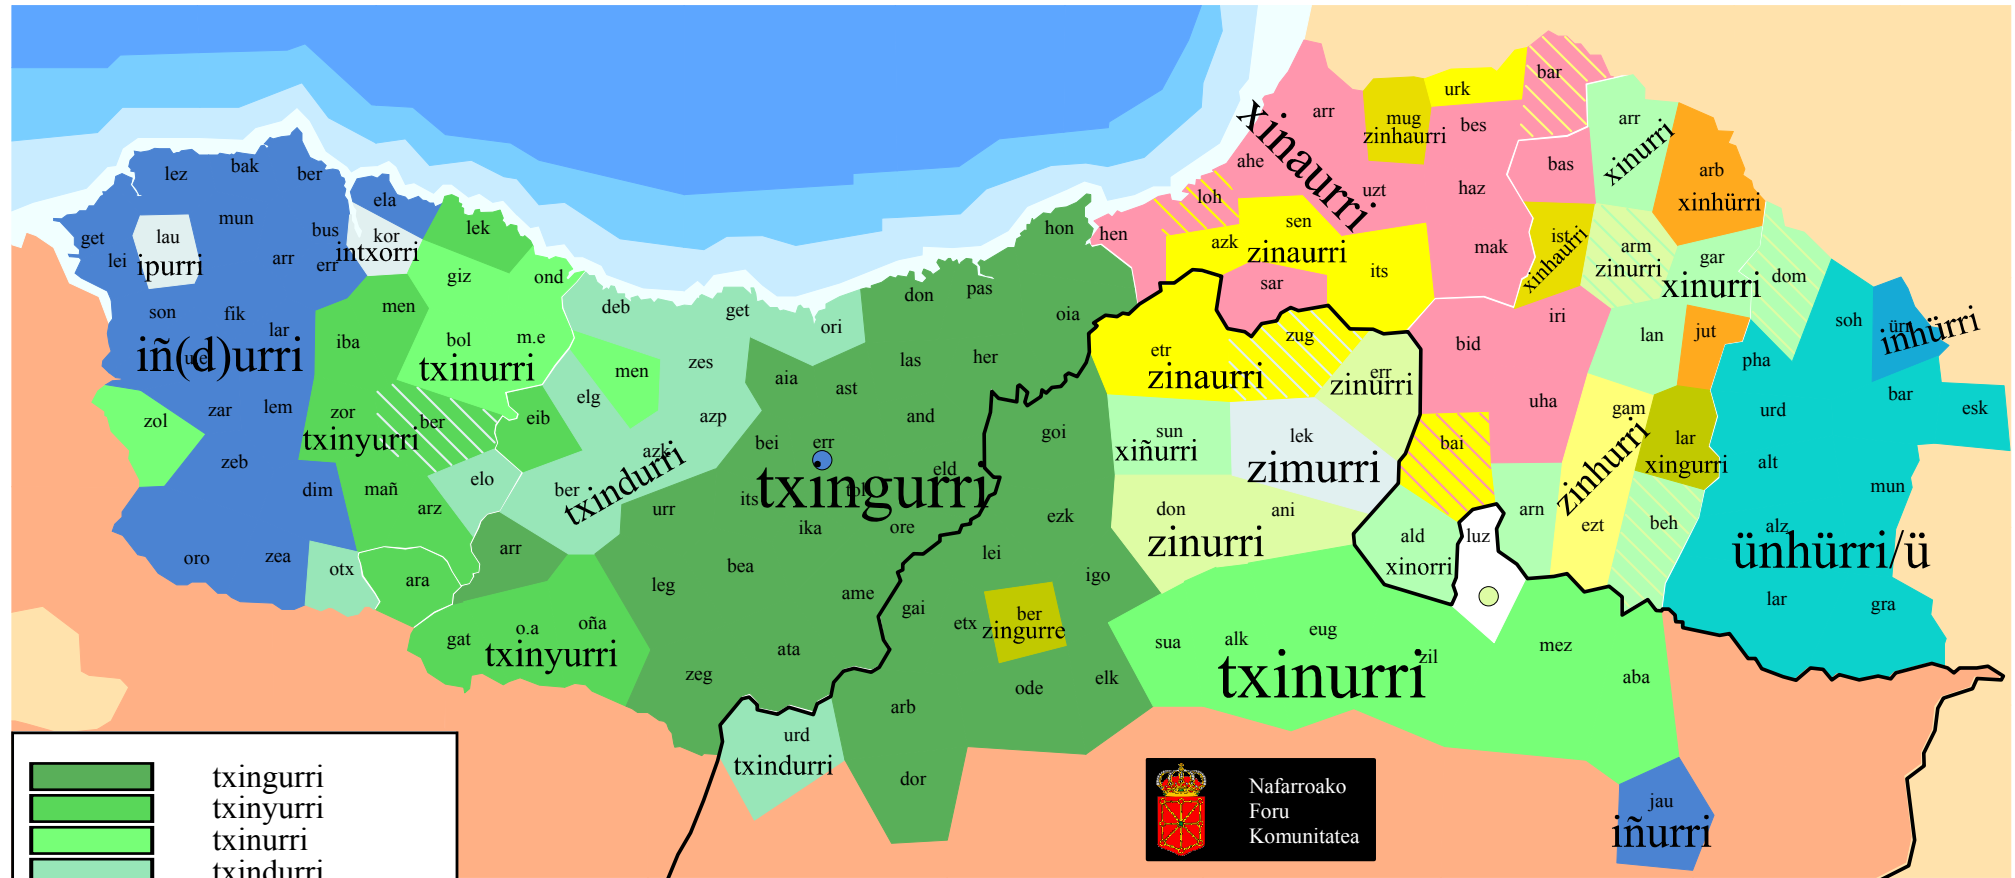 bar
urk
arr
mug
zinhaurri
bes
arr
xinurri
xinaurri
ahe
bas
arb
xinhürri
lez
bak
ber
loh
uzt
haz
ela
mun
lek
hon
hen
azk
sen
zinaurri
mak
ist
xinhaurri
arm
zinurri
gar
xinurri
dom
get
lau
ipurri
bus
kor
intxorri
lei
arr
err
giz
ond
sar
its
don
pas
oia
son
fik
lar
men
deb
get
ori
zug
iri
soh
ürr
inhürri
iñ(d)urri
iba
bol
m.e
txinurri
men
zes
las
her
etr
zinaurri
err
zinurri
bid
lan
jut
pha
aia
ast
elg
uha
bar
zar
lem
zor
txinyurri
ber
eib
azp
and
goi
gam
zinhurri
urd
esk
zol
bei
err
sun
xiñurri
lek
zimurri
bai
lar
xingurri
zeb
azk
txindurri
eld
alt
dim
mañ
elo
ber
its
txingurri
tol
mun
arz
urr
ika
ore
ezk
don
ani
zinurri
ald
xinorri
luz
arn
ezt
beh
alz
ünhürri/ü
oro
zea
otx
arr
ara
bea
leg
ame
lei
igo
lar
gra
gat
o.a
oña
txinyurri
ata
gai
etx
ber
zingurre
sua
alk
eug
zil
txinurri
mez
aba
zeg
ode
elk
arb
urd
txindurri
dor
jau
iñurri
txingurri
txinyurri
txinurri
txindurri
Nafarroako
Foru
Komunitatea